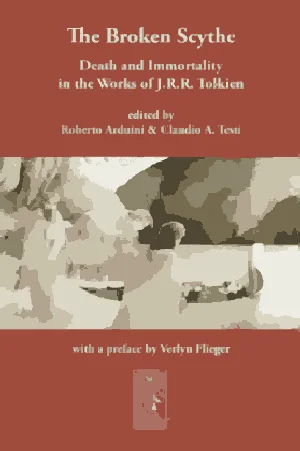 The Broken Scythe
Death and Immortality
in the Works of J.R.R. Tolkien
edited by
Roberto Arduini & Claudio A. Testi
with a preface by Verlyn Flieger